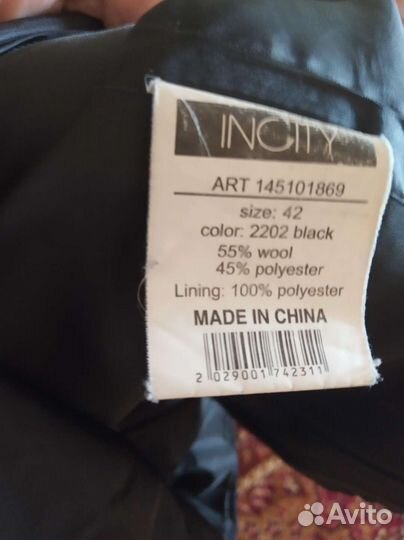 INCITY
ART 145101869
size: 42
color: 2202 black
55% wool
45% polyester
Lining: 100% polyester
MADE IN CHINA
2 029001 742311
Avito